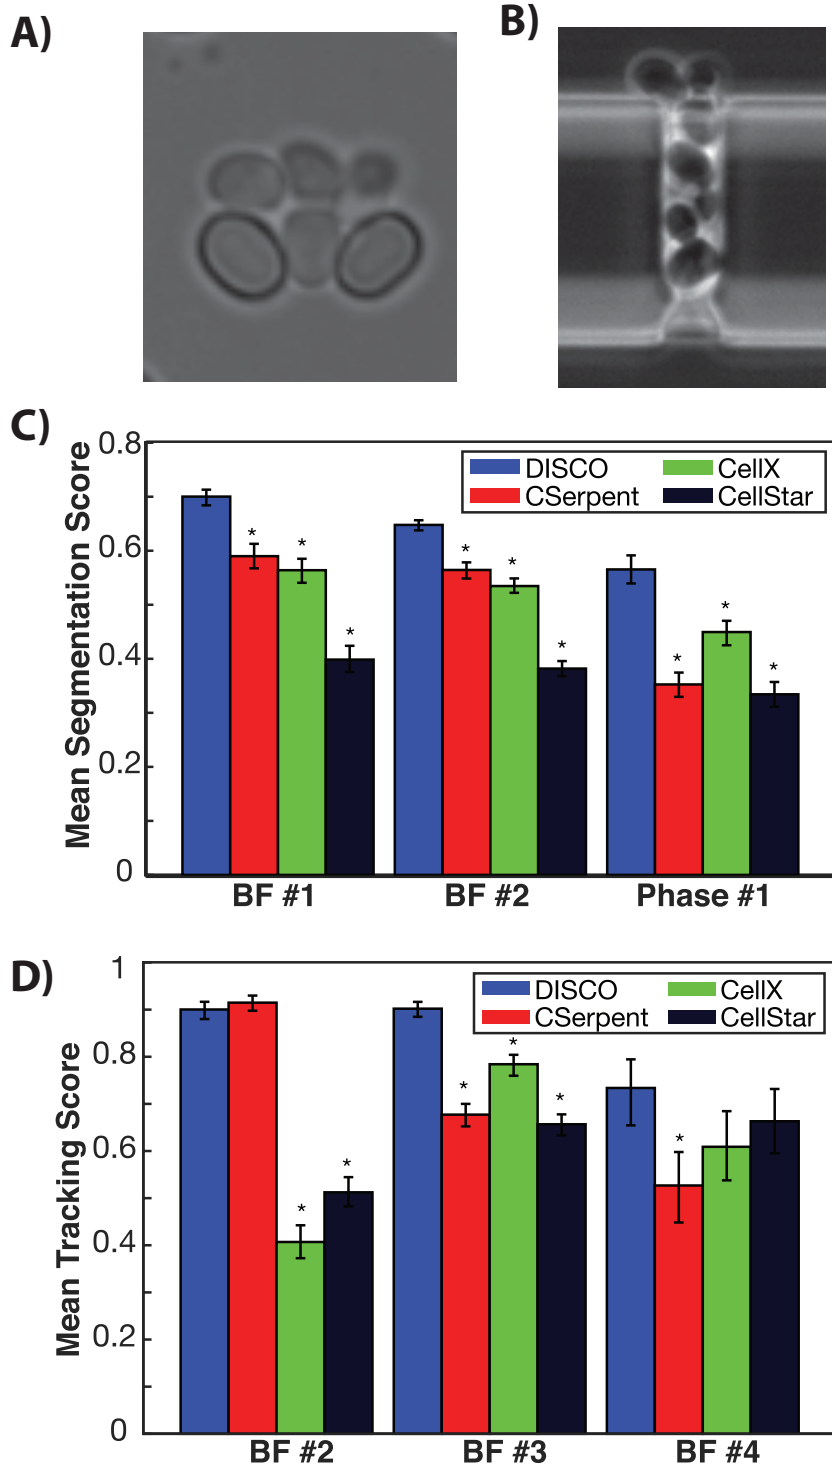 A)
B)
C)
Mean Segmentation Score
0.8
0.6
0.4
0.2
0
DISCO CellX
CSerpent CellStar
* * *
* * *
* * *
BF #1 BF #2 Phase #1
D)
Mean Tracking Score
1
0.8
0.6
0.4
0.2
0
DISCO CellX
CSerpent CellStar
* *
* * *
*
BF #2 BF #3 BF #4